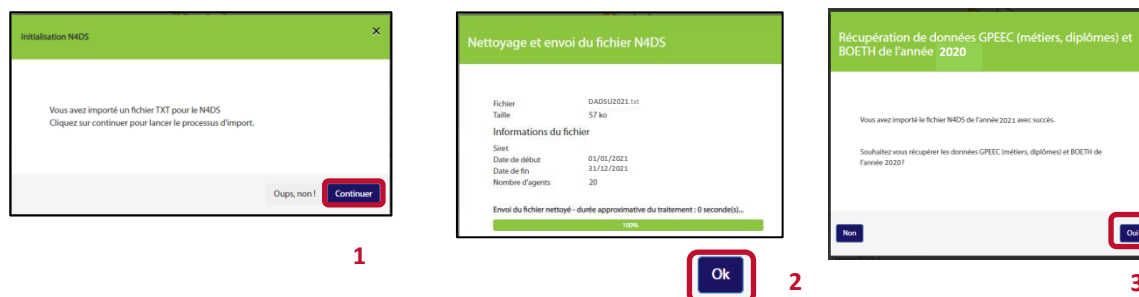 Initialisation N4DS ×
Vous avez importé un fichier TXT pour le N4DS
Cliquez sur continuer pour lancer le processus d'import.
Oups, non !
Continuer
1
Nettoyage et envoi du fichier N4DS
Fichier DADSU2021.txt
Taille 57 ko
Informations du fichier
Siret
Date de début 01/01/2021
Date de fin 31/12/2021
Nombre d'agents 20
Envoi du fichier nettoyé - durée approximative du traitement : 0 seconde(s)...
100%
Ok
2
Récupération de données GPEEC (métiers, diplômes) et
BOETH de l'année 2020
Vous avez importé le fichier N4DS de l'année 2021 avec succès.
Souhaitez vous récupérer les données GPEEC (métiers, diplômes) et BOETH de
l'année 2020?
Non
Oui
3